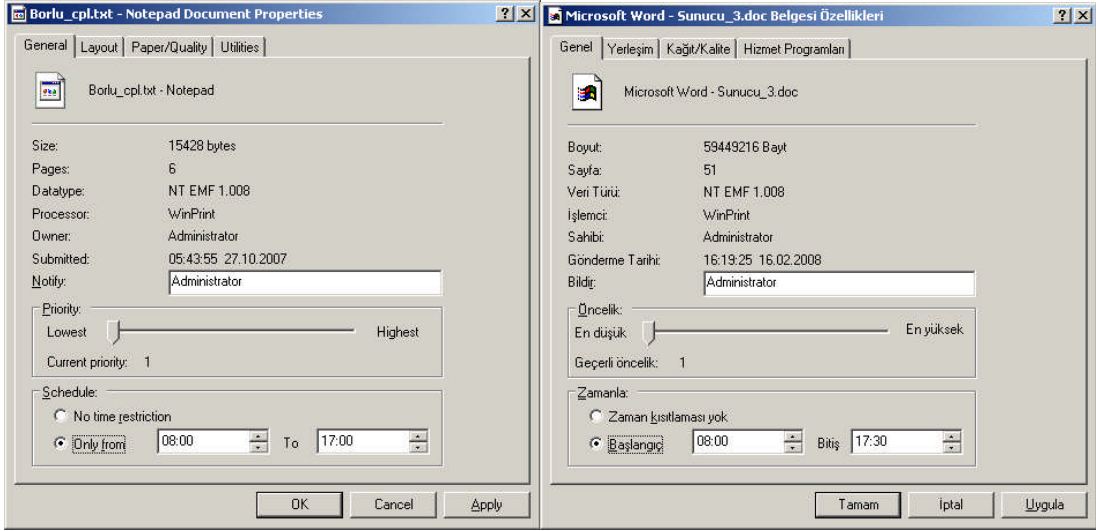 Borlu_cpl.txt - Notepad Document Properties
General Layout Paper/Quality Utilities
Borlu_cpl.txt - Notepad
Size: 15428 bytes
Pages: 6
Datatype: NT EMF 1.008
Processor: WinPrint
Owner: Administrator
Submitted: 05:43:55 27.10.2007
Notify: Administrator
Priority:
Lowest Highest
Current priority: 1
Schedule:
No time restriction
Only from 08:00 To 17:00
OK Cancel Apply
Microsoft Word - Sunucu_3.doc Belgesi Özellikleri
Genel Yerleşim Kağıt/Kalite Hizmet Programları
Microsoft Word - Sunucu_3.doc
Boyut: 59449216 Bayt
Sayfa: 51
Veri Türü: NT EMF 1.008
İşlemci: WinPrint
Sahibi: Administrator
Gönderme Tarihi: 16:19:25 16.02.2008
Bildir: Administrator
Öncelik:
En düşük En yüksek
Geçerli öncelik: 1
Zamanla:
Zaman kısıtlaması yok
Başlangıç 08:00 Bitiş 17:30
Tamam İptal Uygula